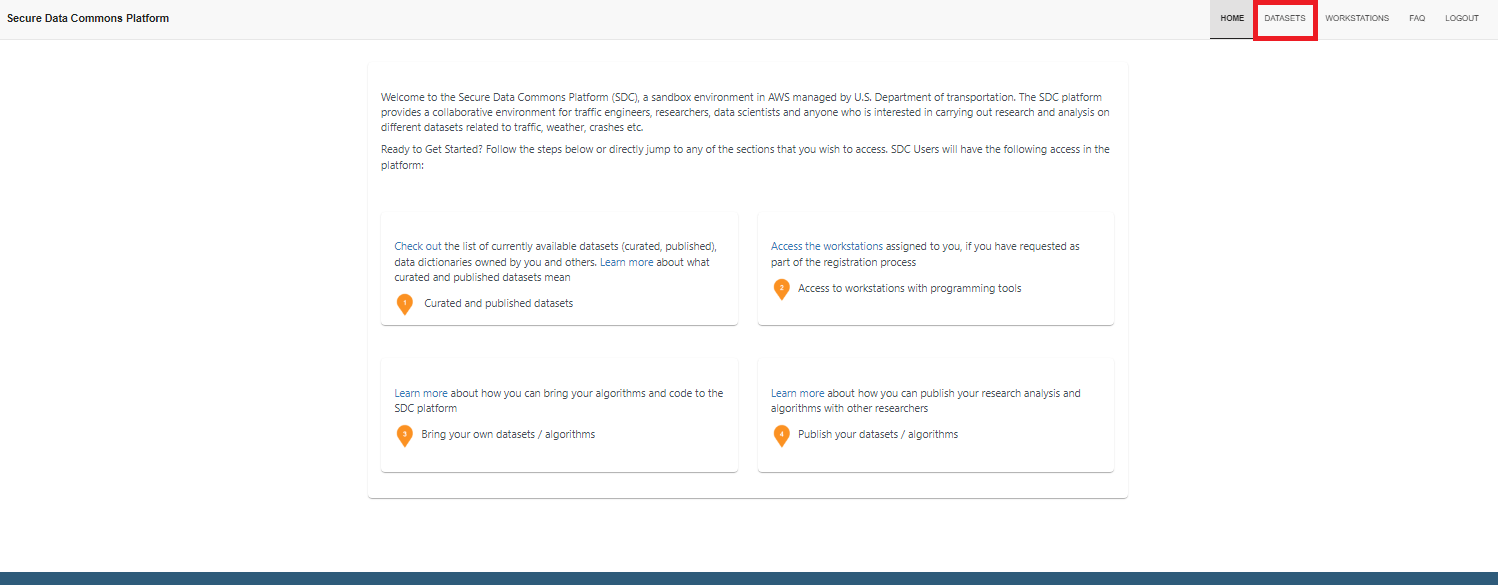 Secure Data Commons Platform
HOME DATASETS WORKSTATIONS FAQ LOGOUT
Welcome to the Secure Data Commons Platform (SDC), a sandbox environment in AWS managed by U.S. Department of transportation. The SDC platform
provides a collaborative environment for traffic engineers, researchers, data scientists and anyone who is interested in carrying out research and analysis on
different datasets related to traffic, weather, crashes etc.
Ready to Get Started? Follow the steps below or directly jump to any of the sections that you wish to access. SDC Users will have the following access in the
platform:
Check out the list of currently available datasets (curated, published),
data dictionaries owned by you and others. Learn more about what
curated and published datasets mean
1 Curated and published datasets
Access the workstations assigned to you, if you have requested as
part of the registration process
2 Access to workstations with programming tools
Learn more about how you can bring your algorithms and code to the
SDC platform
3 Bring your own datasets / algorithms
Learn more about how you can publish your research analysis and
algorithms with other researchers
4 Publish your datasets / algorithms